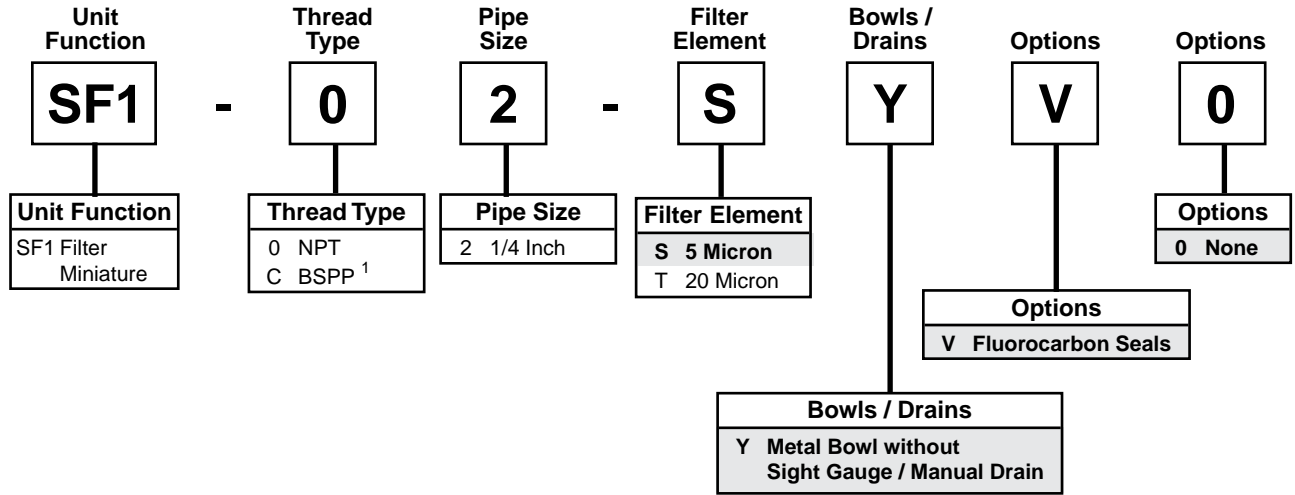 Unit Function
Thread Type
Pipe Size
Filter Element
Bowls / Drains
Options
Options
SF1 - 0 2 - S Y V 0
Unit Function
SF1 Filter
Miniature
Thread Type
0 NPT
C BSPP 1
Pipe Size
2 1/4 Inch
Filter Element
S 5 Micron
T 20 Micron
Options
0 None
Options
V Fluorocarbon Seals
Bowls / Drains
Y Metal Bowl without
Sight Gauge / Manual Drain